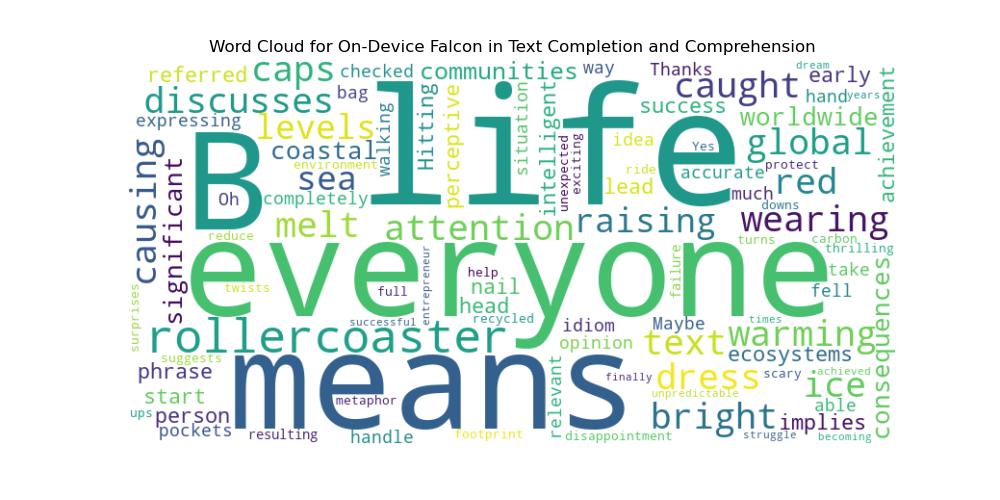 Word Cloud for On-Device Falcon in Text Completion and Comprehension
referred caps checked communities way Thanks dream early
discusses bag Hitting perceptive situation success caught hand years achievement
expressing levels walking intelligent idea worldwide
B life everyone means
coastal environment unexpected exciting Yes global
causing significant Oh sea completely ride accurate protect
lead much red
melt attention raising downs wearing
reduce turns carbon thrilling
twists full entrepreneur help nail failure take
surprises head recycled fell consequences
rollercoaster successful idiom Maybe times warming
opinion text ecosystems
suggests phrase relevant dress scary achieved
start metaphor finally unpredictable ice
ups person bright able implies
pockets resulting handle footprint disappointment struggle becoming